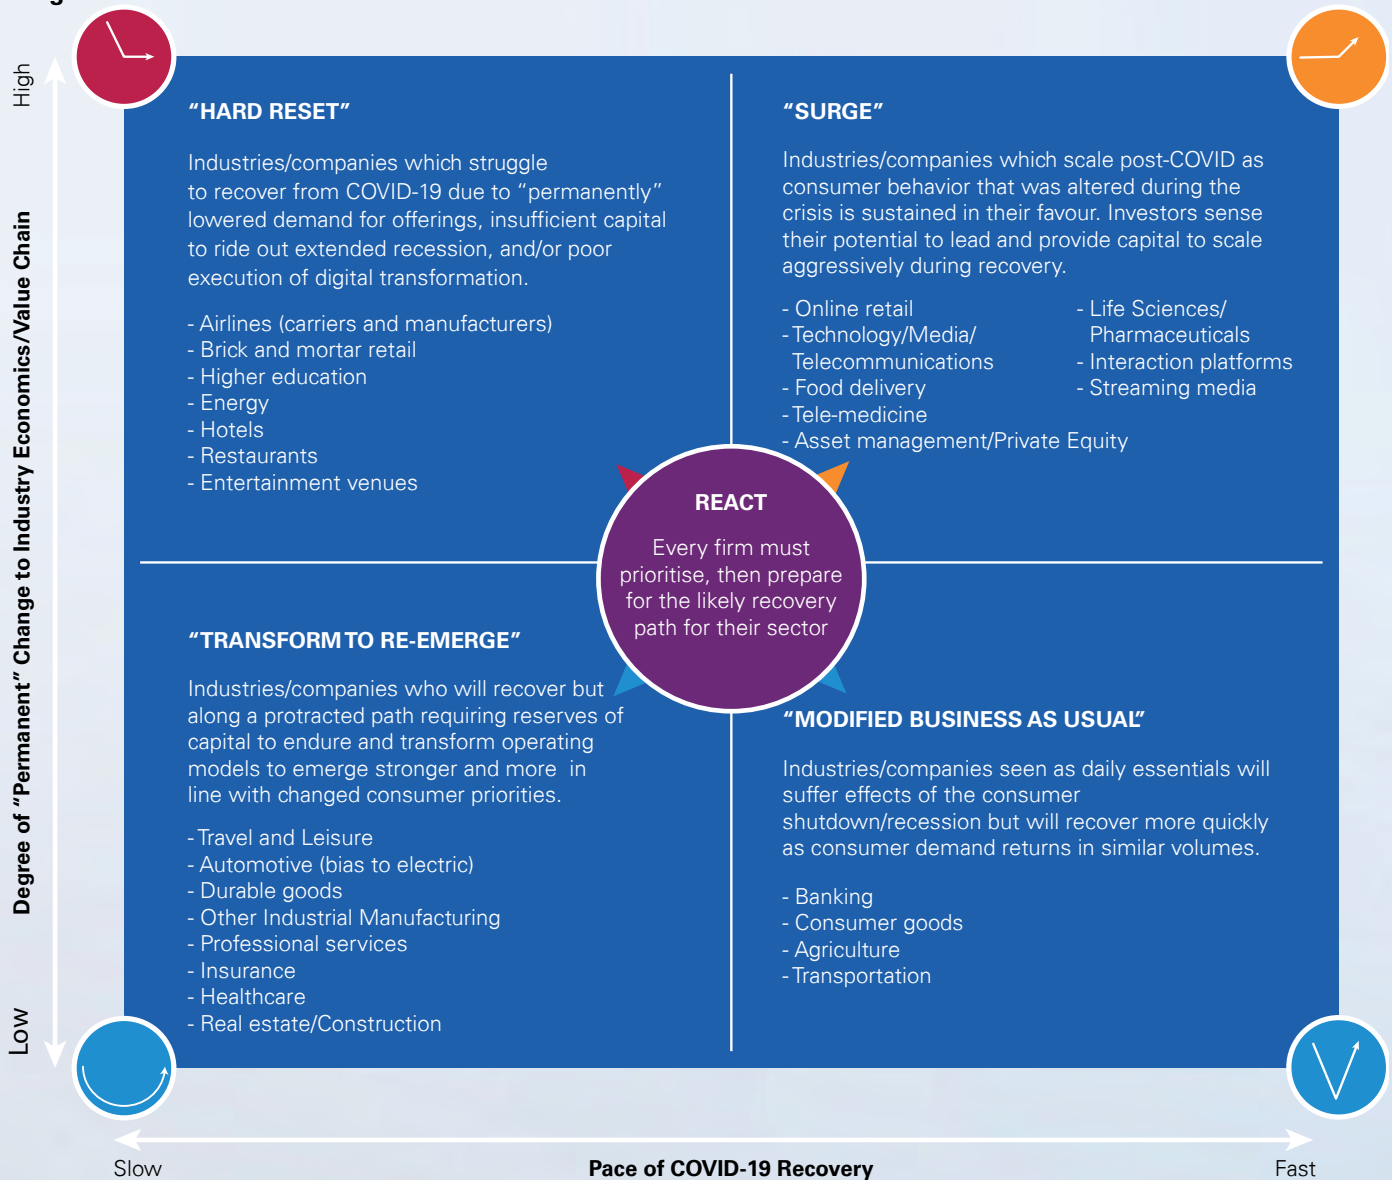 High
Degree of "Permanent" Change to Industry Economics/Value Chain
Low
"HARD RESET"
Industries/companies which struggle
to recover from COVID-19 due to "permanently"
lowered demand for offerings, insufficient capital
to ride out extended recession, and/or poor
execution of digital transformation.
- Airlines (carriers and manufacturers)
- Brick and mortar retail
- Higher education
- Energy
- Hotels
- Restaurants
- Entertainment venues
"SURGE"
Industries/companies which scale post-COVID as
consumer behavior that was altered during the
crisis is sustained in their favour. Investors sense
their potential to lead and provide capital to scale
aggressively during recovery.
- Online retail
- Technology/Media/
Telecommunications
- Food delivery
- Tele-medicine
- Asset management/Private Equity
- Life Sciences/
Pharmaceuticals
- Interaction platforms
- Streaming media
REACT
Every firm must
prioritise, then prepare
for the likely recovery
path for their sector
"TRANSFORM TO RE-EMERGE"
Industries/companies who will recover but
along a protracted path requiring reserves of
capital to endure and transform operating
models to emerge stronger and more in
line with changed consumer priorities.
- Travel and Leisure
- Automotive (bias to electric)
- Durable goods
- Other Industrial Manufacturing
- Professional services
- Insurance
- Healthcare
- Real estate/Construction
"MODIFIED BUSINESS AS USUAL"
Industries/companies seen as daily essentials will
suffer effects of the consumer
shutdown/recession but will recover more quickly
as consumer demand returns in similar volumes.
- Banking
- Consumer goods
- Agriculture
- Transportation
Slow
Pace of COVID-19 Recovery
Fast